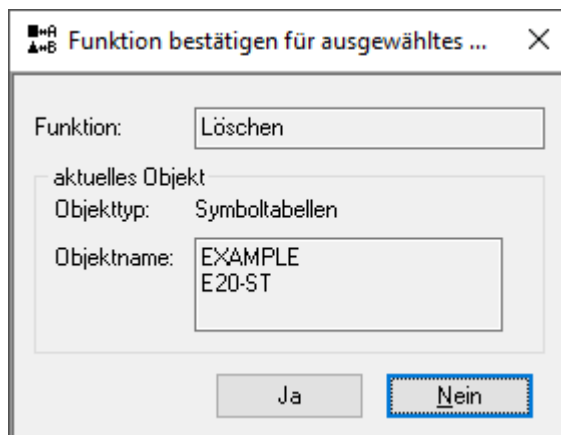 Funktion bestätigen für ausgewähltes ...
Funktion: Löschen
aktuelles Objekt
Objekttyp: Symboltabellen
Objektname: EXAMPLE
E20-ST
Ja Nein